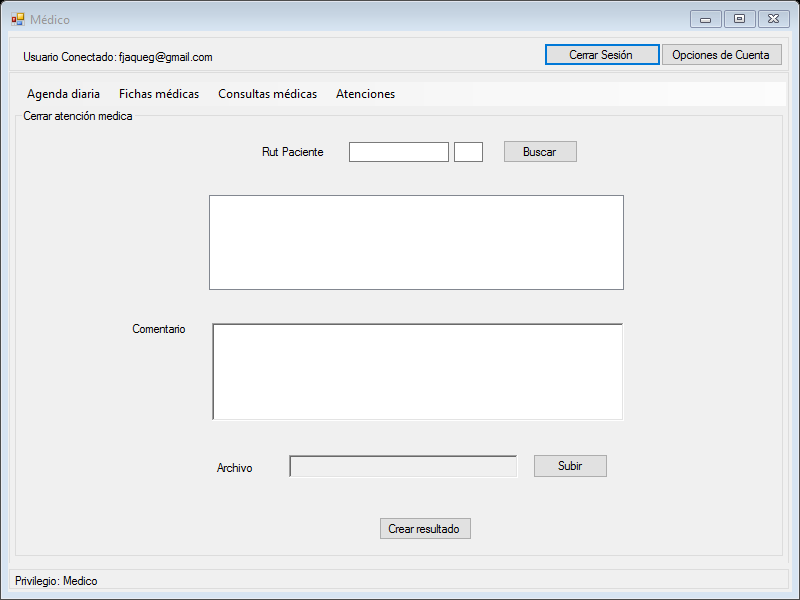 Médico
Usuario Conectado: fjaqueg@gmail.com
Cerrar Sesión
Opciones de Cuenta
Agenda diaria Fichas médicas Consultas médicas Atenciones
Cerrar atención medica
Rut Paciente
Buscar
Comentario
Archivo
Subir
Crear resultado
Privilegio: Medico